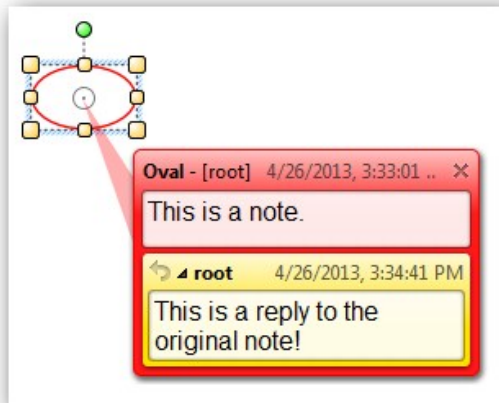 Oval - [root] 4/26/2013, 3:33:01 ..
This is a note.
root 4/26/2013, 3:34:41 PM
This is a reply to the
original note!